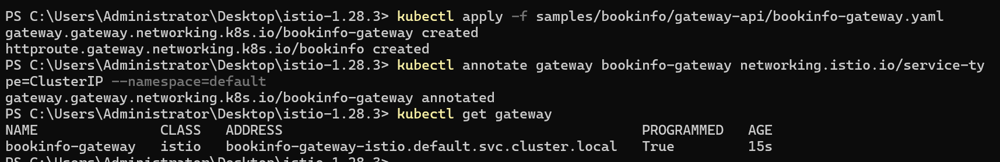 PS C:\Users\Administrator\Desktop\istio-1.28.3> kubectl apply -f samples/bookinfo/gateway-api/bookinfo-gateway.yaml
gateway.gateway.networking.k8s.io/bookinfo-gateway created
httproute.gateway.networking.k8s.io/bookinfo created
PS C:\Users\Administrator\Desktop\istio-1.28.3> kubectl annotate gateway bookinfo-gateway networking.istio.io/service-ty
pe=ClusterIP --namespace=default
gateway.gateway.networking.k8s.io/bookinfo-gateway annotated
PS C:\Users\Administrator\Desktop\istio-1.28.3> kubectl get gateway
NAME CLASS ADDRESS PROGRAMMED AGE
bookinfo-gateway istio bookinfo-gateway-istio.default.svc.cluster.local True 15s
PS C:\Users\Administrator\Desktop\istio-1.28.3>